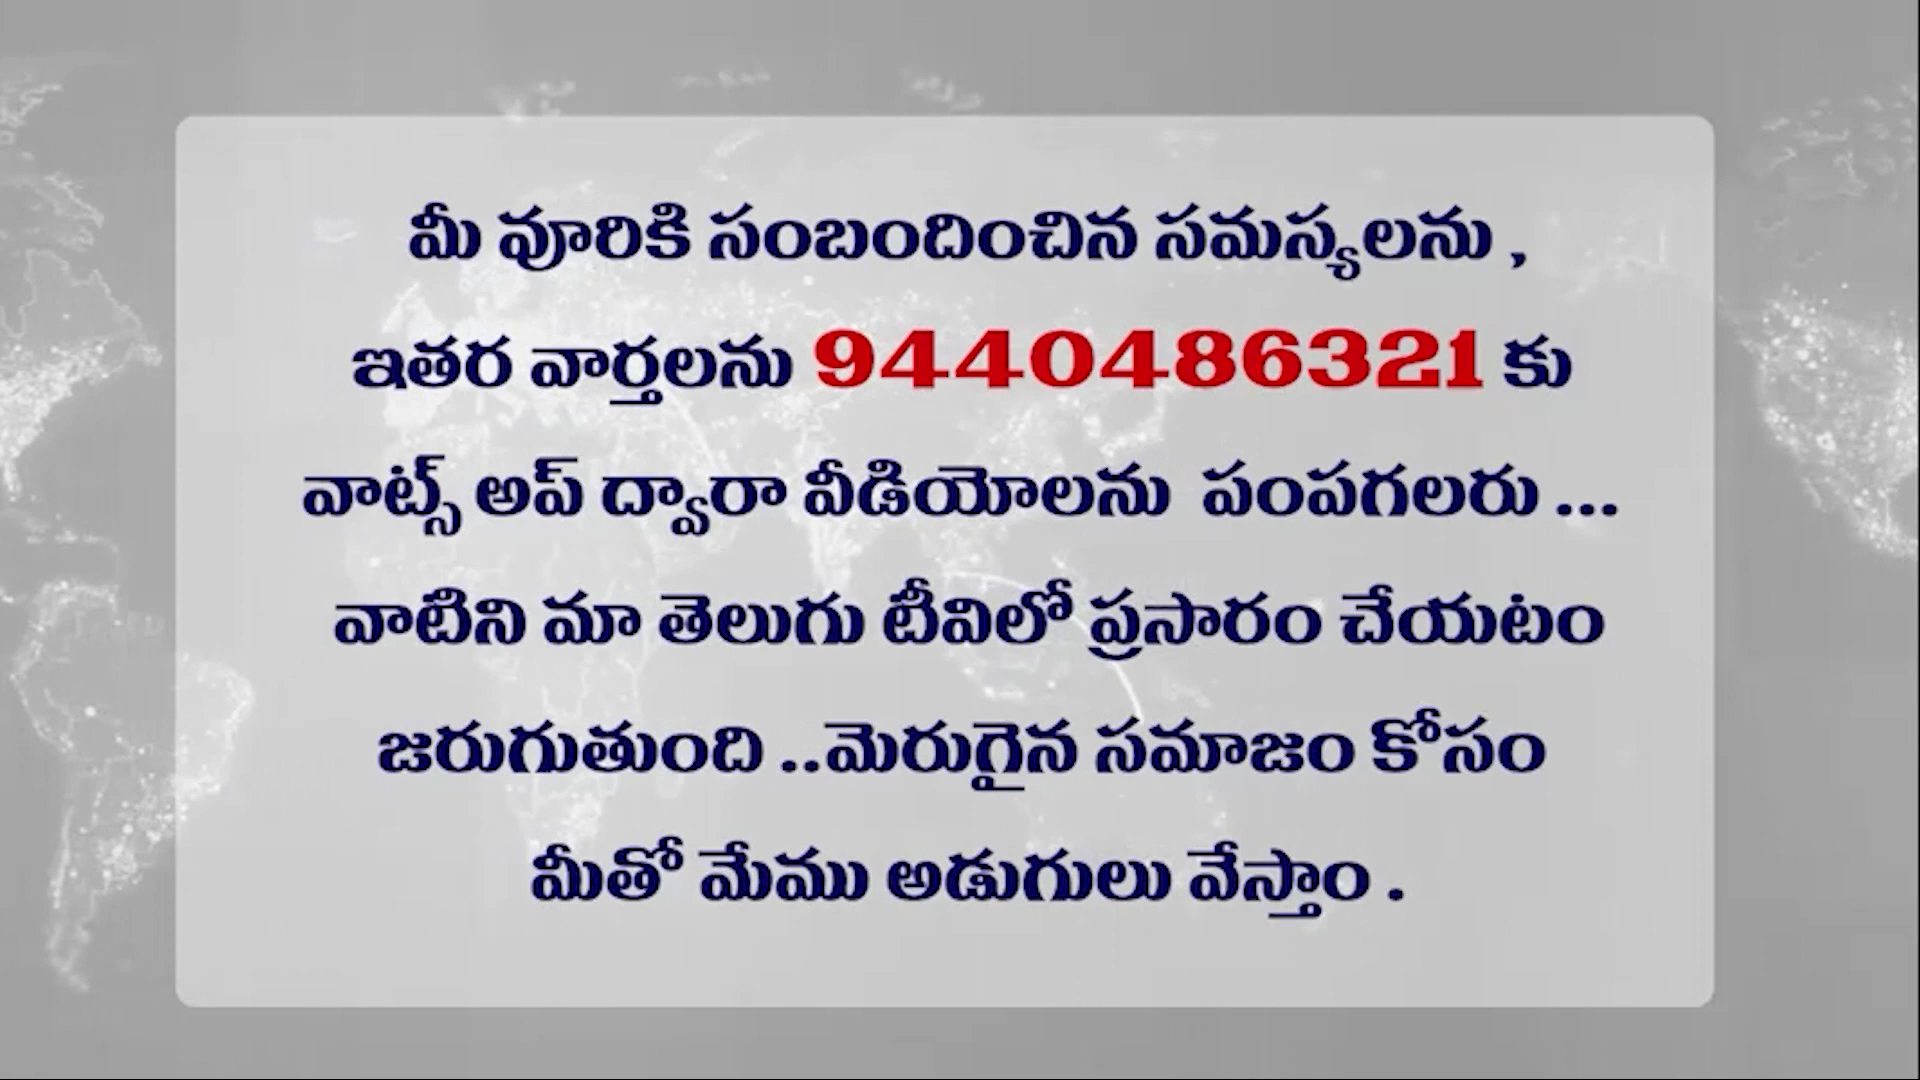 మీ వూరికి సంబందించిన సమస్యలను ,
ఇతర వార్తలను 9440486321 కు
వాట్స్ అప్ ద్వారా వీడియోలను పంపగలరు ...
వాటిని మా తెలుగు టీవిలో ప్రసారం చేయటం
జరుగుతుంది ..మెరుగైన సమాజం కోసం
మీతో మేము అడుగులు వేస్తాం .